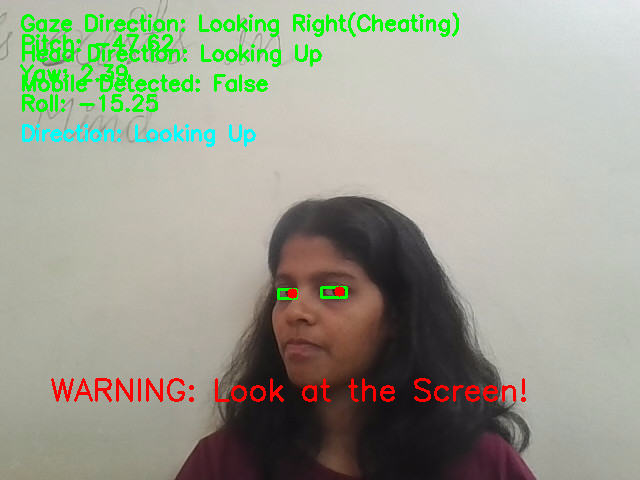 Gaze Direction: Looking Right(Cheating)
Pitch: -47.62
Head Direction: Looking Up
Yaw: 2.39
Mobile Detected: False
Roll: -15.25
Mind
Direction: Looking Up
WARNING: Look at the Screen!